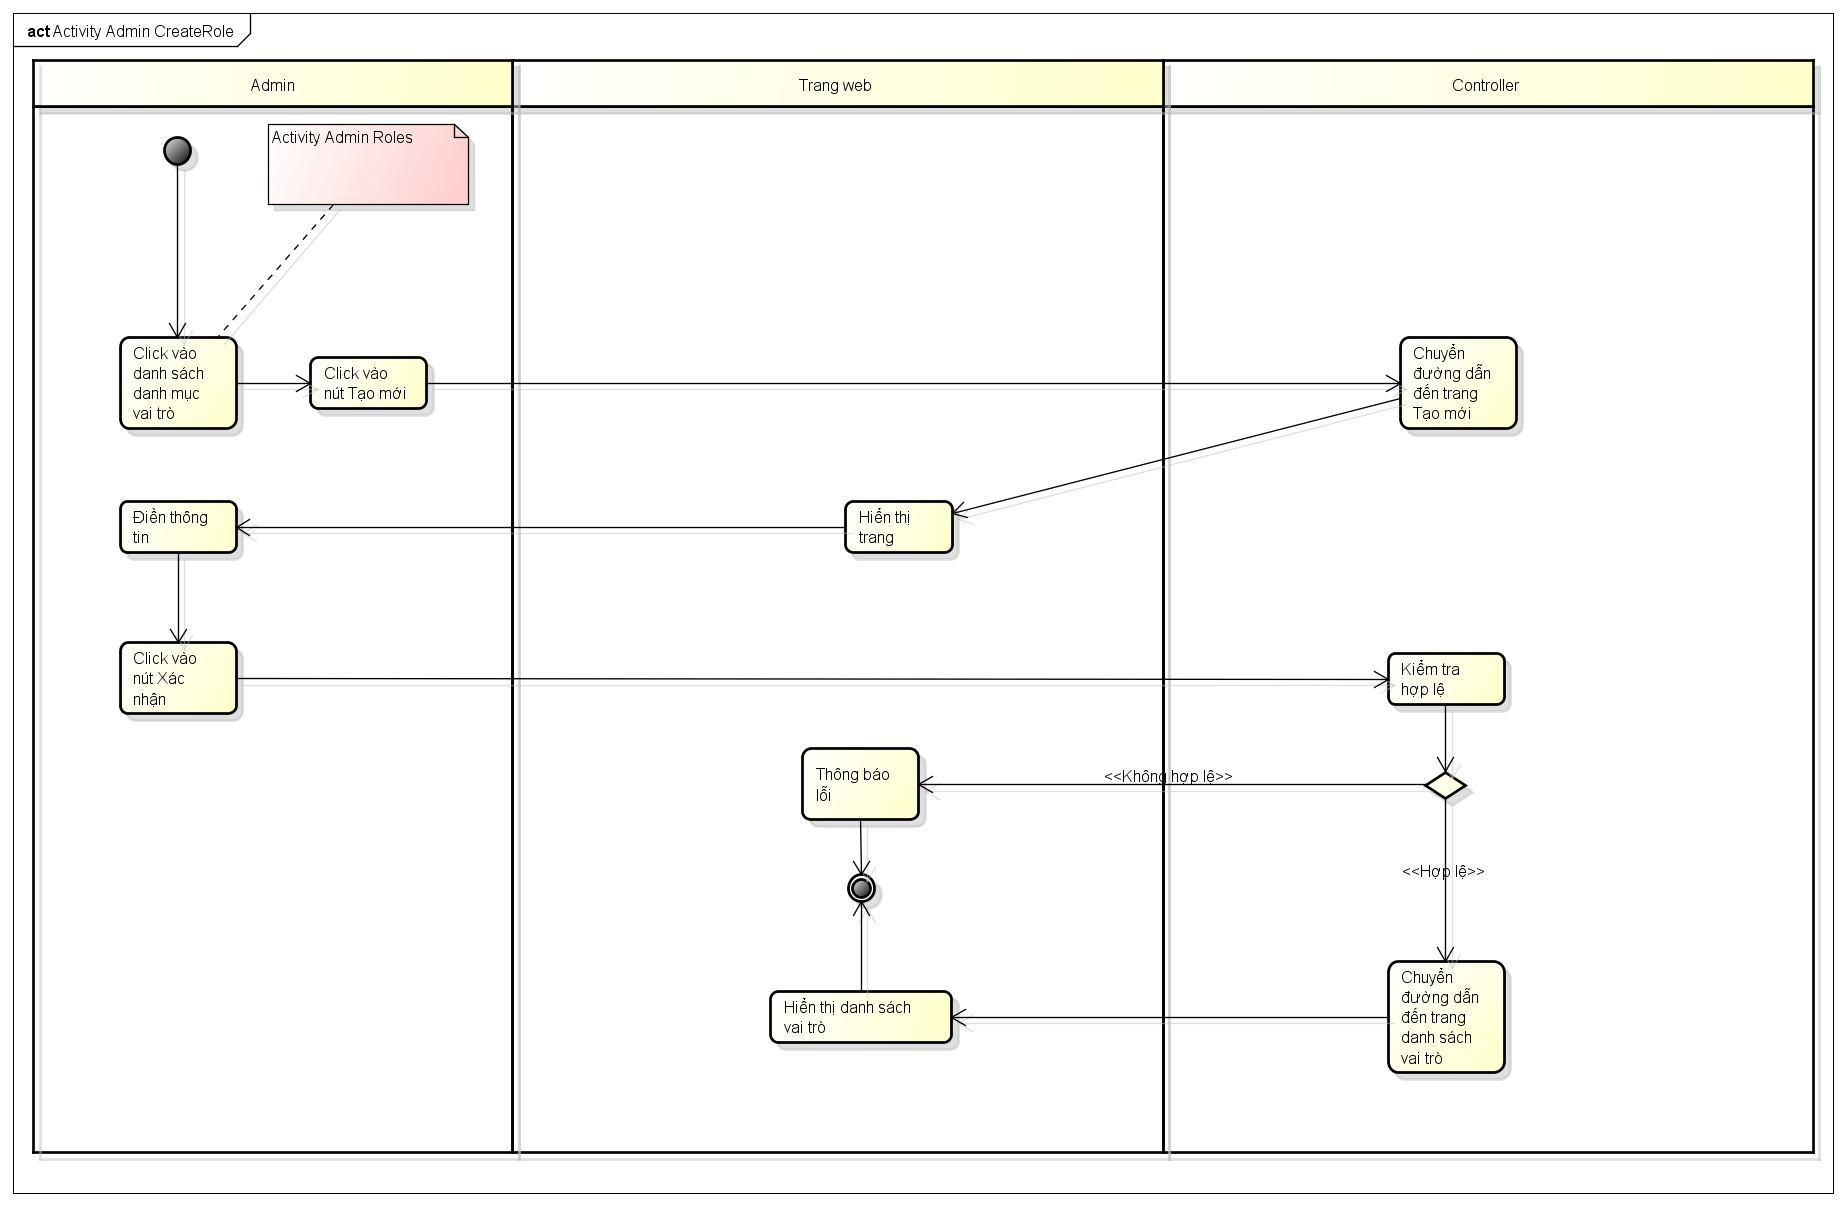 act Activity Admin CreateRole
Admin
Trang web
Controller
Activity Admin Roles
Click vào
danh sách
danh mục
vai trò
Click vào
nút Tạo mới
Chuyển
đường dẫn
đến trang
Tạo mới
Điền thông
tin
Hiển thị
trang
Click vào
nút Xác
nhận
Kiểm tra
hợp lệ
Thông báo
lỗi
<<Không hợp lệ>>
<<Hợp lệ>>
Hiển thị danh sách
vai trò
Chuyển
đường dẫn
đến trang
danh sách
vai trò